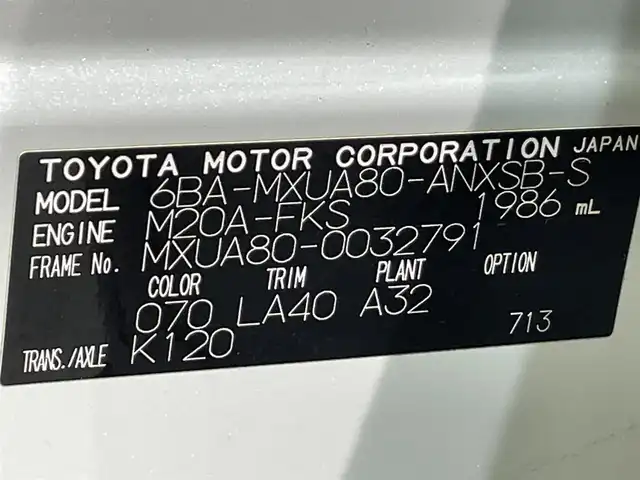 TOYOTA MOTOR CORPORATION JAPAN
MODEL 6BA-MXUA80-ANXSB-S
ENGINE M20A-FKS 1986 mL
FRAME No. MXUA80-0032791
COLOR TRIM PLANT OPTION
070 LA40 A32 713
TRANS./AXLE K120